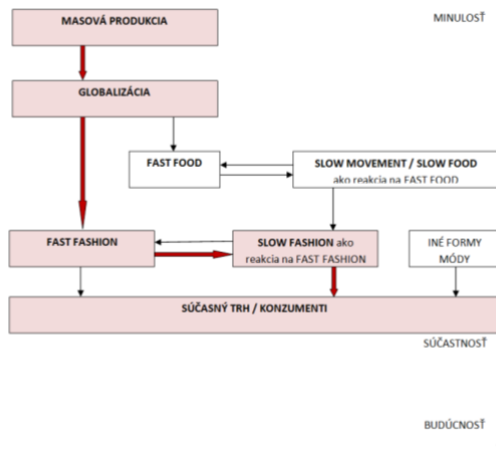 MASOVÁ PRODUKCIA
MINULOSŤ
GLOBALIZÁCIA
FAST FOOD
SLOW MOVEMENT / SLOW FOOD
ako reakcia na FAST FOOD
FAST FASHION
SLOW FASHION ako
reakcia na FAST FASHION
INÉ FORMY
MÓDY
SÚČASNÝ TRH / KONZUMENTI
SÚČASTNOSŤ
BUDÚCNOSŤ